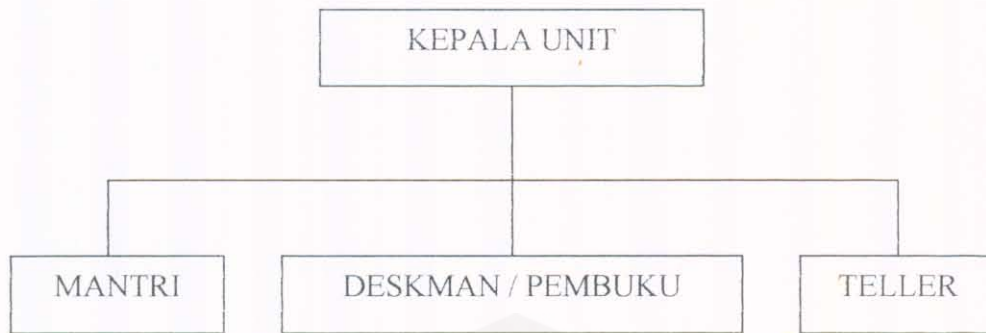 KEPALA UNIT
MANTRI
DESKMAN / PEMBUKU
TELLER